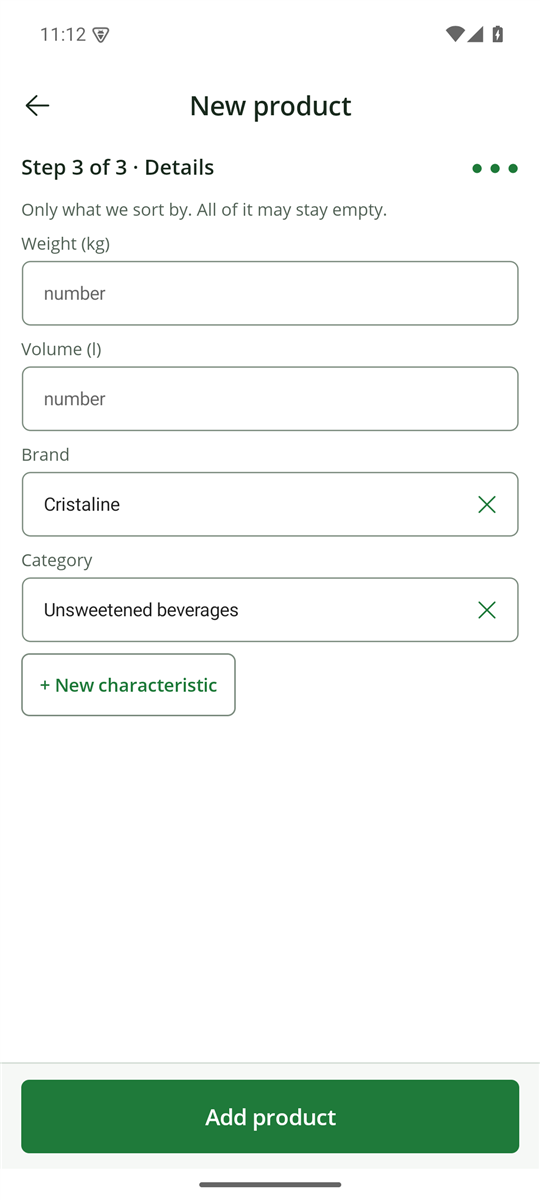 11:12
New product
Step 3 of 3 · Details
Only what we sort by. All of it may stay empty.
Weight (kg)
number
Volume (l)
number
Brand
Cristaline
Category
Unsweetened beverages
+ New characteristic
Add product